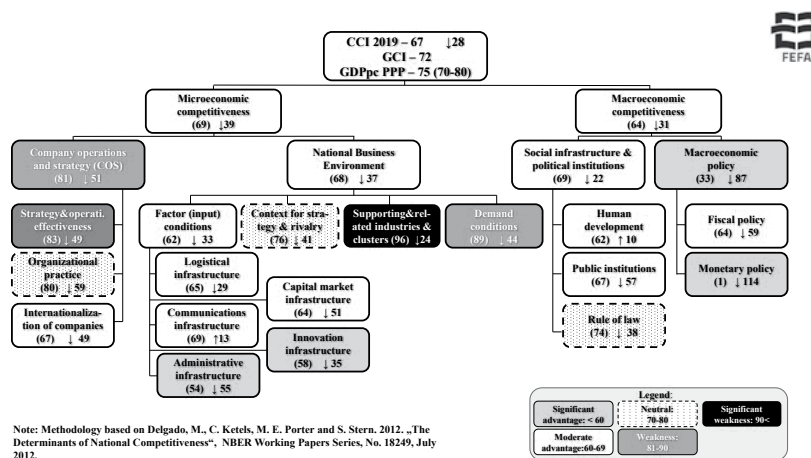 CCI 2019 – 67 ↓28
GCI – 72
GDPpc PPP – 75 (70-80)
FEFA
Microeconomic
competitiveness
(69) ↓39
Macroeconomic
competitiveness
(64) ↓31
Company operations
and strategy (COS)
(81) ↓ 51
National Business
Environment
(68) ↓ 37
Social infrastructure &
political institutions
(69) ↓ 22
Macroeconomic
policy
(33) ↓ 87
Strategy&operati.
effectiveness
(83) ↓ 49
Factor (input)
conditions
(62) ↓ 33
Context for stra-
tegy & rivalry
(76) ↓ 41
Supporting&rel-
ated industries &
clusters (96) ↓24
Demand
conditions
(89) ↓ 44
Human
development
(62) ↑ 10
Fiscal policy
(64) ↓ 59
Organizational
practice
(80) ↓ 59
Logistical
infrastructure
(65) ↓29
Capital market
infrastructure
(64) ↓ 51
Public institutions
(67) ↓ 57
Monetary policy
(1) ↓ 114
Internationaliza-
tion of companies
(67) ↓ 49
Communications
infrastructure
(69) ↑13
Innovation
infrastructure
(58) ↓ 35
Rule of law
(74) ↓ 38
Administrative
infrastructure
(54) ↓ 55
Legend:
Significant
advantage: < 60
Neutral:
70-80
Significant
weakness: 90<
Moderate
advantage:60-69
Weakness:
81-90
Note: Methodology based on Delgado, M., C. Ketels, M. E. Porter and S. Stern. 2012. „The
Determinants of National Competitiveness“, NBER Working Papers Series, No. 18249, July
2012.